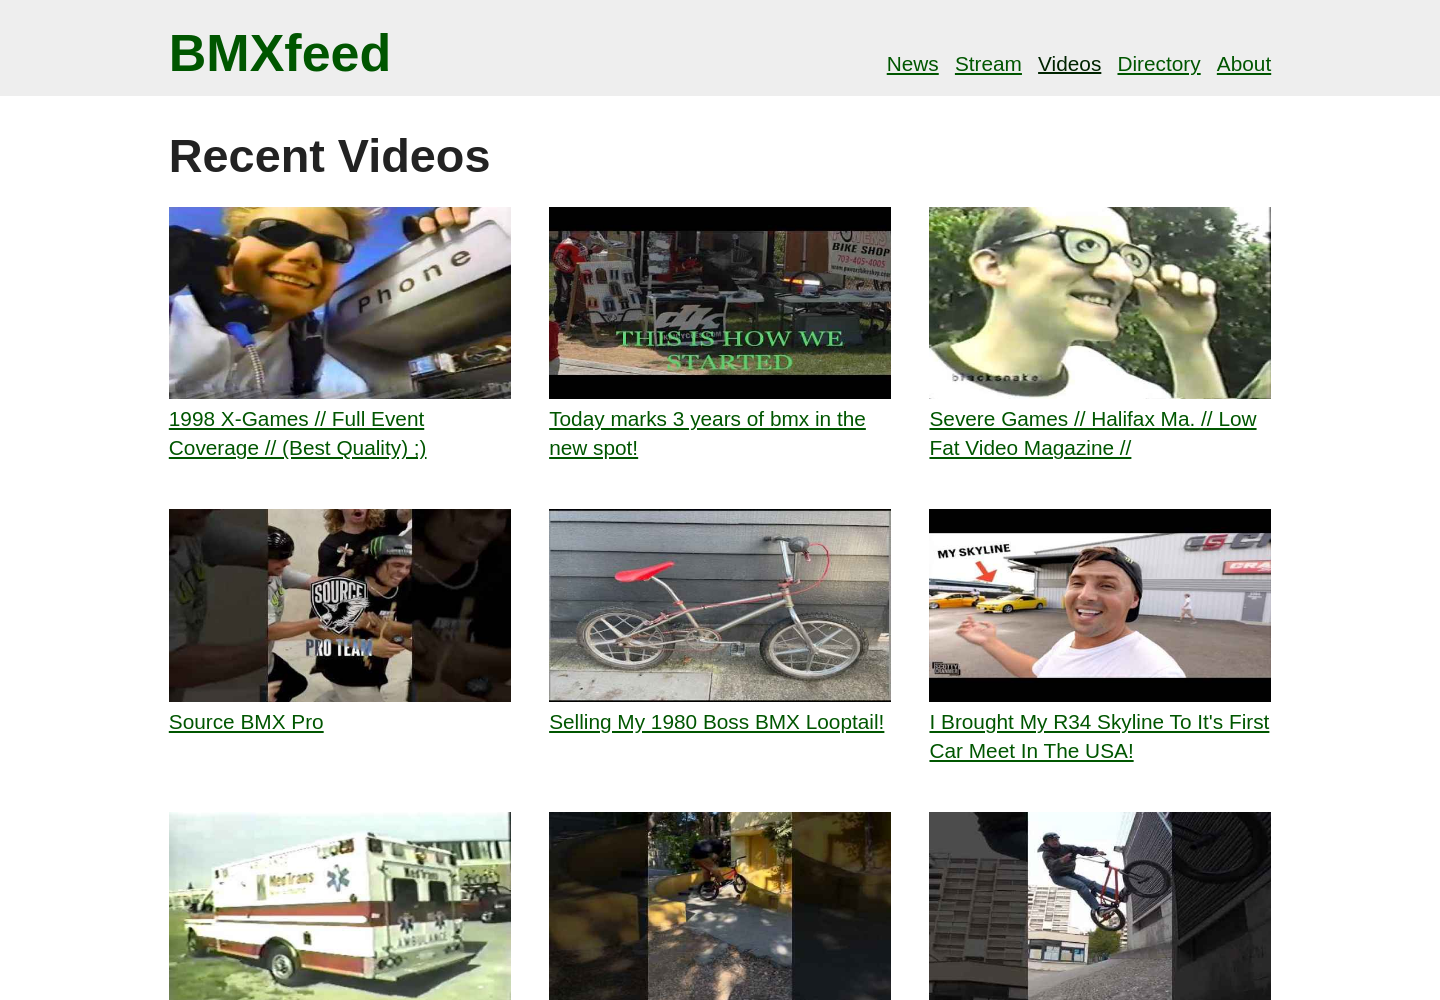 BMXfeed
News Stream Videos Directory About
Recent Videos
Phone
BIKE SHOP
703-405-4005
dk
THIS IS HOW WE
STARTED
blacksnake
1998 X-Games // Full Event
Coverage // (Best Quality) ;)
Today marks 3 years of bmx in the
new spot!
Severe Games // Halifax Ma. // Low
Fat Video Magazine //
SOURCE
PRO TEAM
MY SKYLINE
Source BMX Pro
Selling My 1980 Boss BMX Looptail!
I Brought My R34 Skyline To It's First
Car Meet In The USA!
MedTrans
AMBULANCE